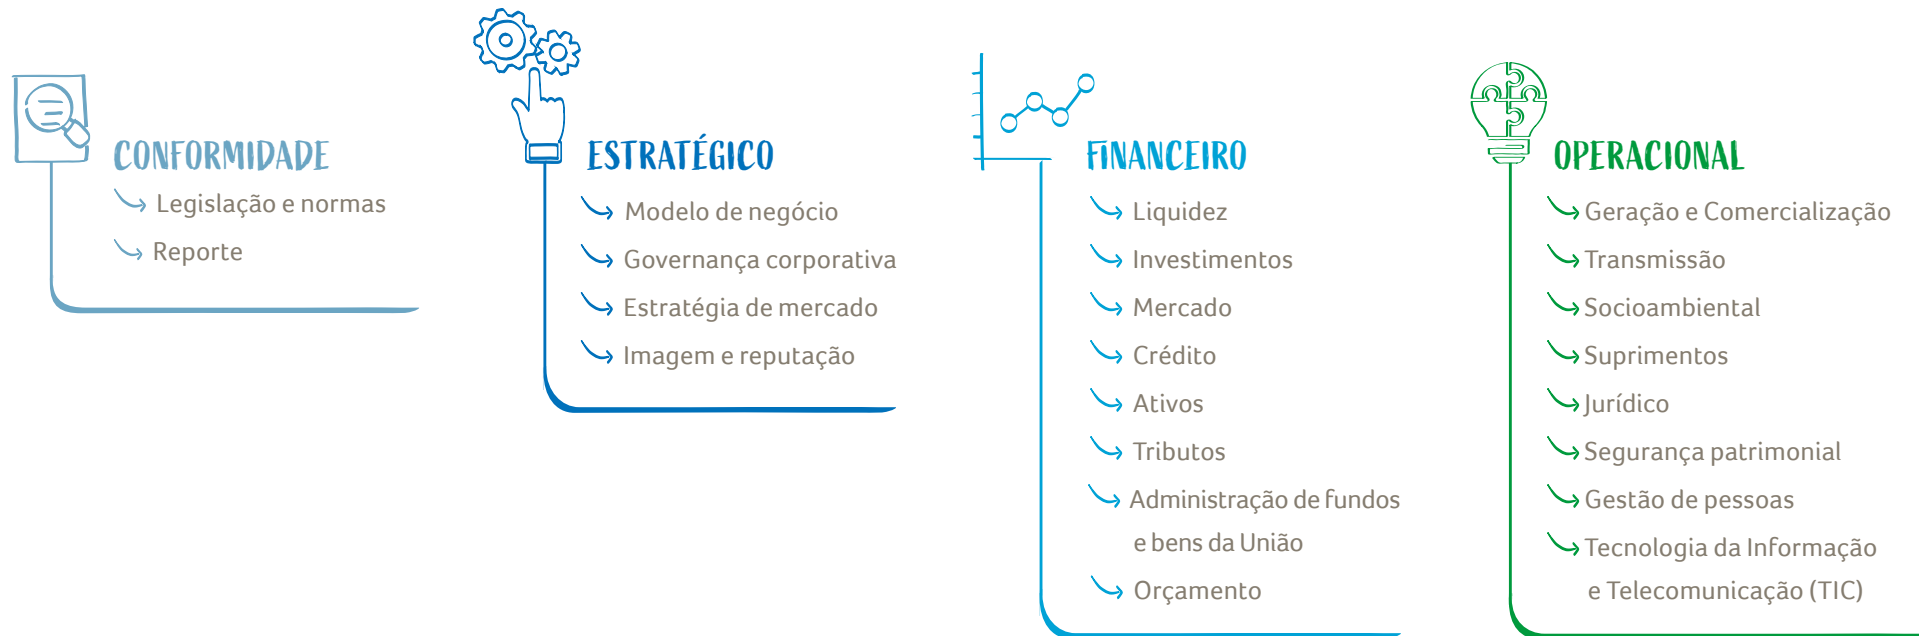 CONFORMIDADE
Legislação e normas
Reporte
ESTRATÉGICO
Modelo de negócio
Governança corporativa
Estratégia de mercado
Imagem e reputação
FINANCEIRO
Liquidez
Investimentos
Mercado
Crédito
Ativos
Tributos
Administração de fundos
e bens da União
Orçamento
OPERACIONAL
Geração e Comercialização
Transmissão
Socioambiental
Suprimentos
Jurídico
Segurança patrimonial
Gestão de pessoas
Tecnologia da Informação
e Telecomunicação (TIC)